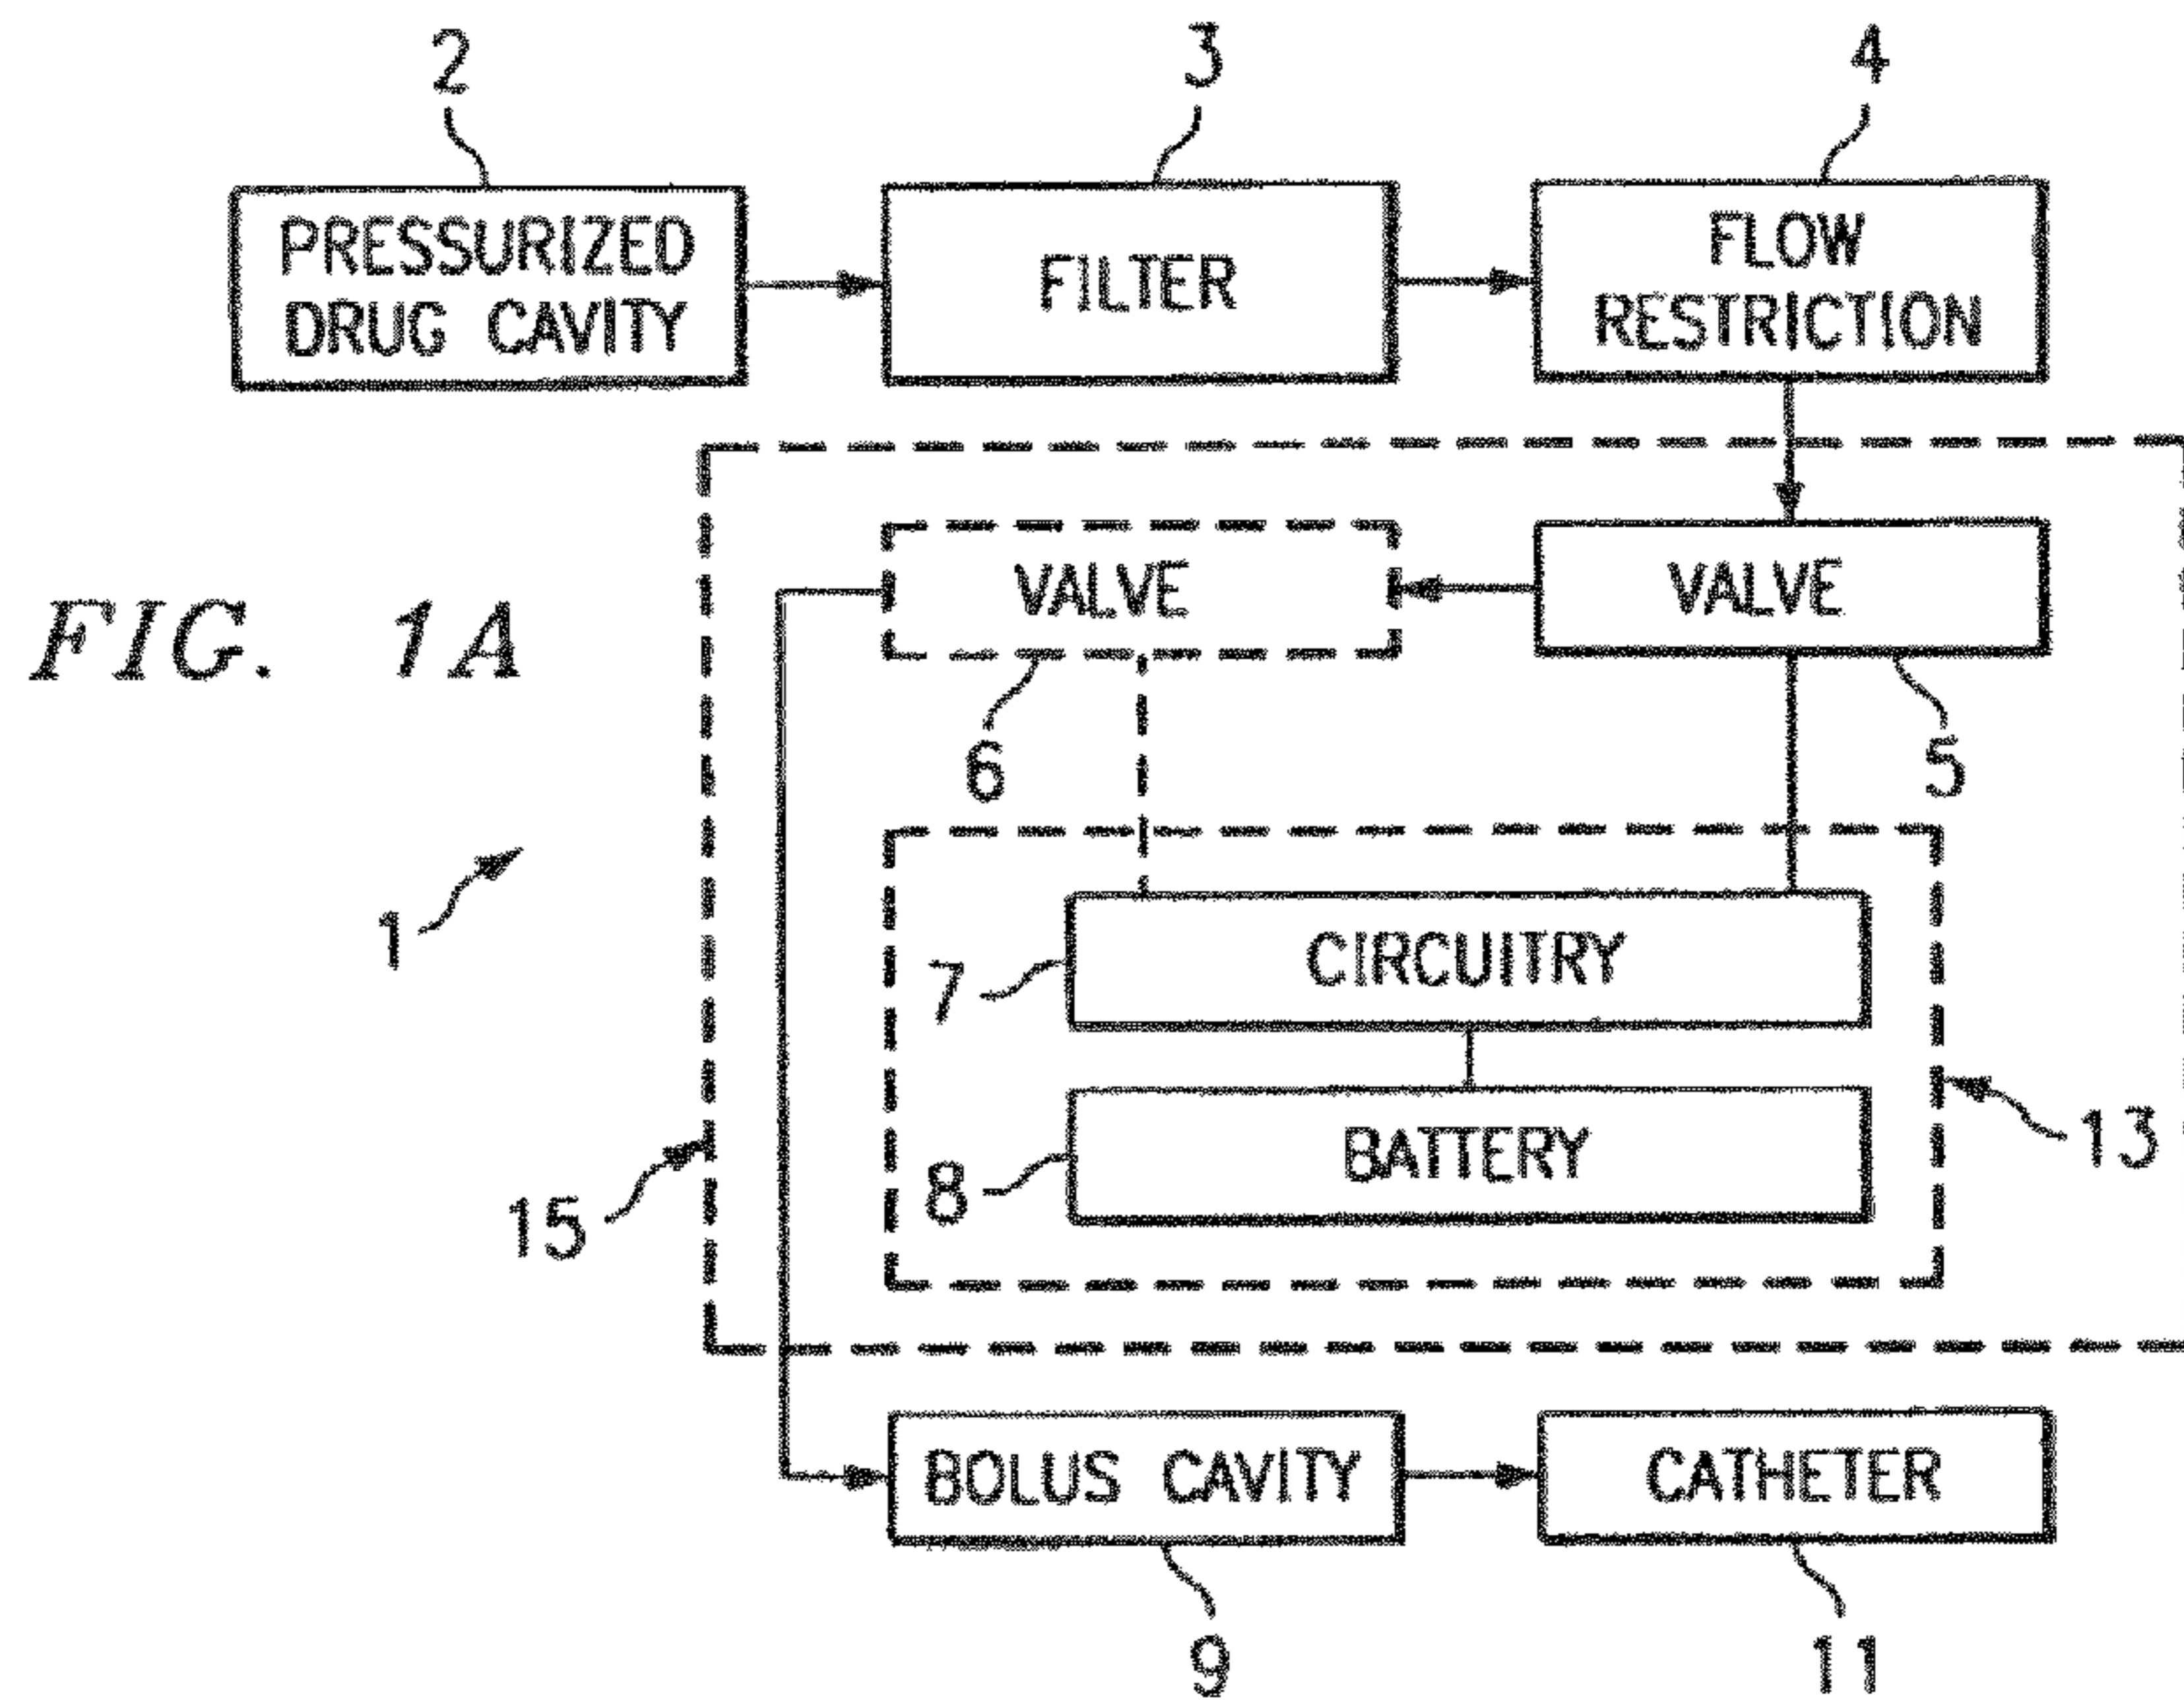 2
3
4
PRESSURIZED
DRUG CAVITY
FILTER
FLOW
RESTRICTION
VALVE
VALVE
FIG. 1A
6
5
1
CIRCUITRY
7
BATTERY
8
13
15
BOLUS CAVITY
CATHETER
9
11